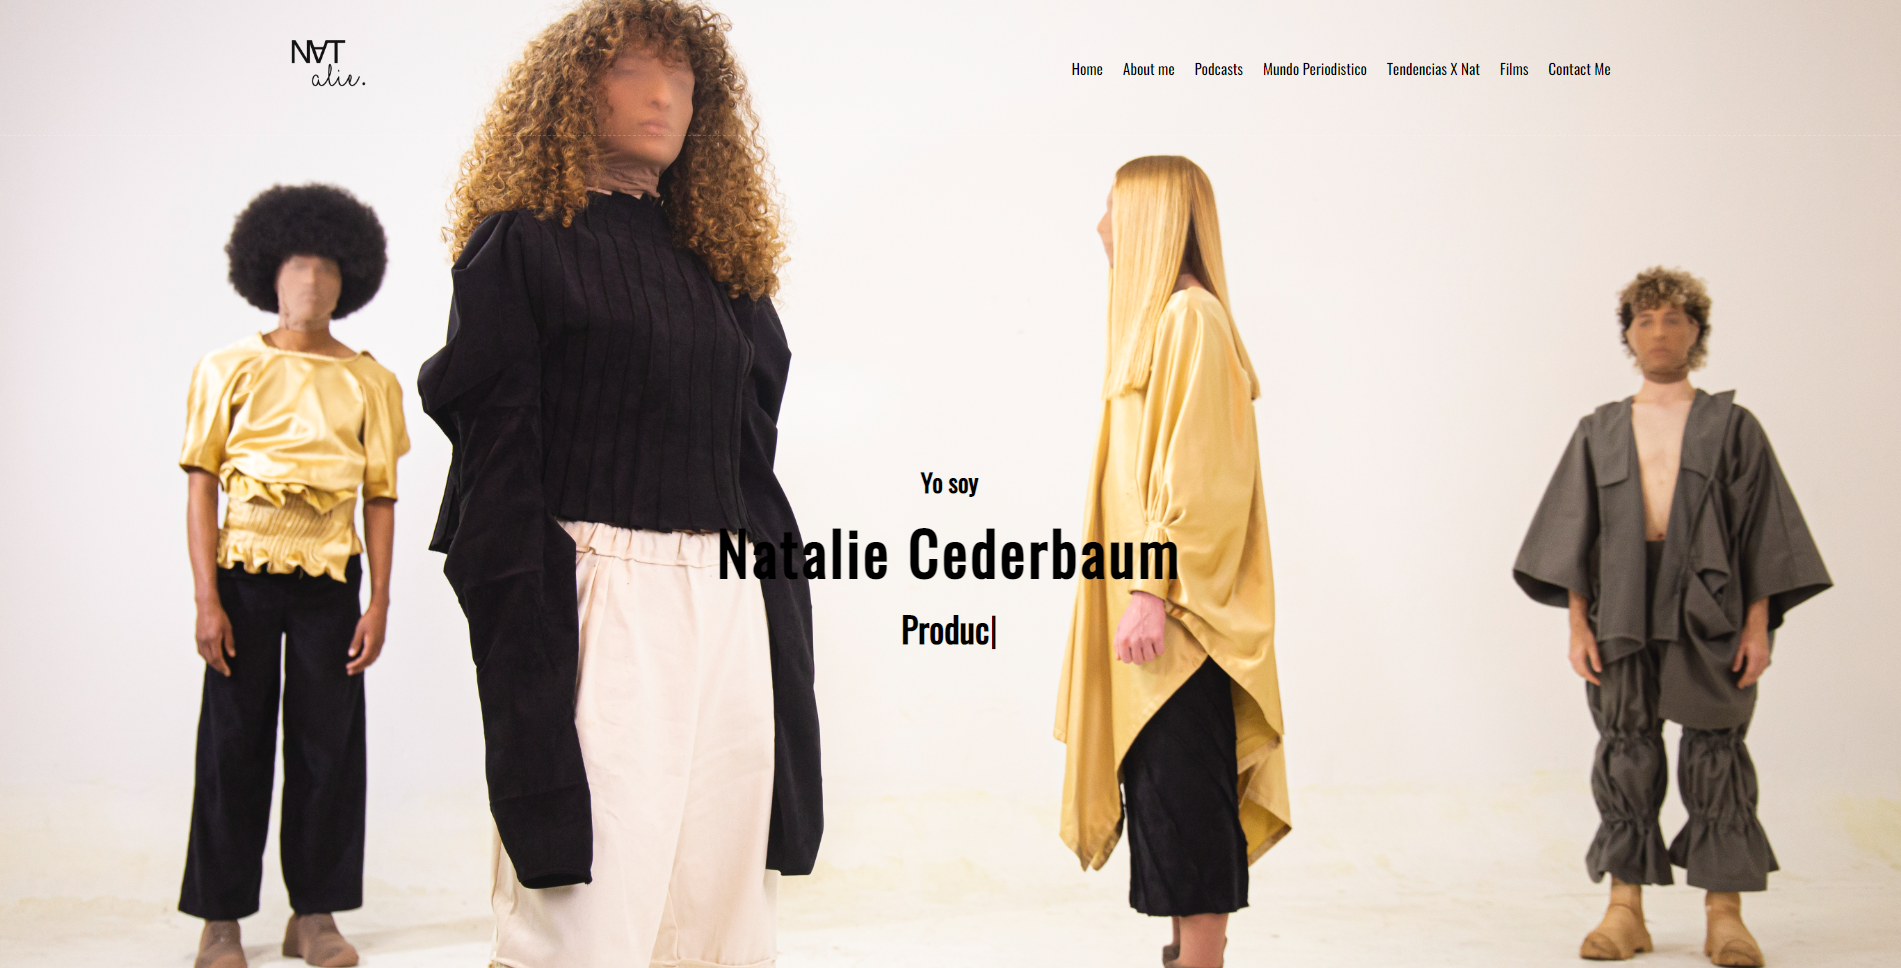 NAT
alie.
Home About me Podcasts Mundo Periodistico Tendencias X Nat Films Contact Me
Yo soy
Natalie Cederbaum
Produc|